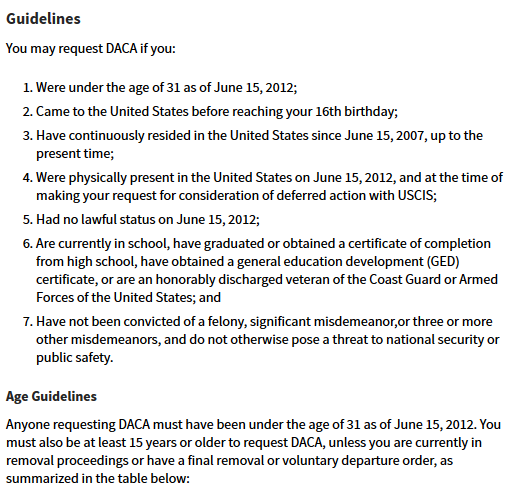 Guidelines
You may request DACA if you:
1. Were under the age of 31 as of June 15, 2012;
2. Came to the United States before reaching your 16th birthday;
3. Have continuously resided in the United States since June 15, 2007, up to the
present time;
4. Were physically present in the United States on June 15, 2012, and at the time of
making your request for consideration of deferred action with USCIS;
5. Had no lawful status on June 15, 2012;
6. Are currently in school, have graduated or obtained a certificate of completion
from high school, have obtained a general education development (GED)
certificate, or are an honorably discharged veteran of the Coast Guard or Armed
Forces of the United States; and
7. Have not been convicted of a felony, significant misdemeanor,or three or more
other misdemeanors, and do not otherwise pose a threat to national security or
public safety.
Age Guidelines
Anyone requesting DACA must have been under the age of 31 as of June 15, 2012. You
must also be at least 15 years or older to request DACA, unless you are currently in
removal proceedings or have a final removal or voluntary departure order, as
summarized in the table below: